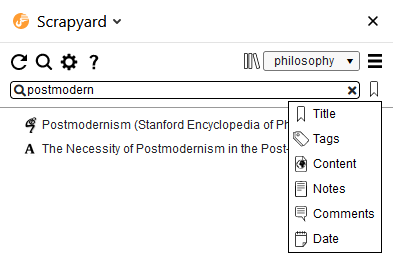 Scrapyard
? philosophy
postmodern
Title
Postmodernism (Stanford Encyclopedia of Ph
Tags
A The Necessity of Postmodernism in the Post-
Content
Notes
Comments
Date